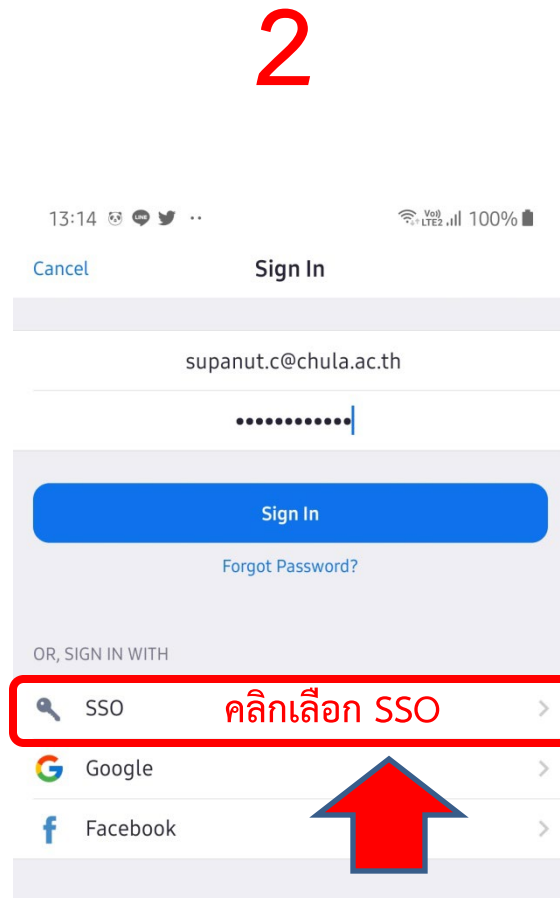 2
13:14
LTE2 100%
Cancel Sign In
supanut.c@chula.ac.th
Sign In
Forgot Password?
OR, SIGN IN WITH
SSO คลิกเลือก SSO
Google
Facebook